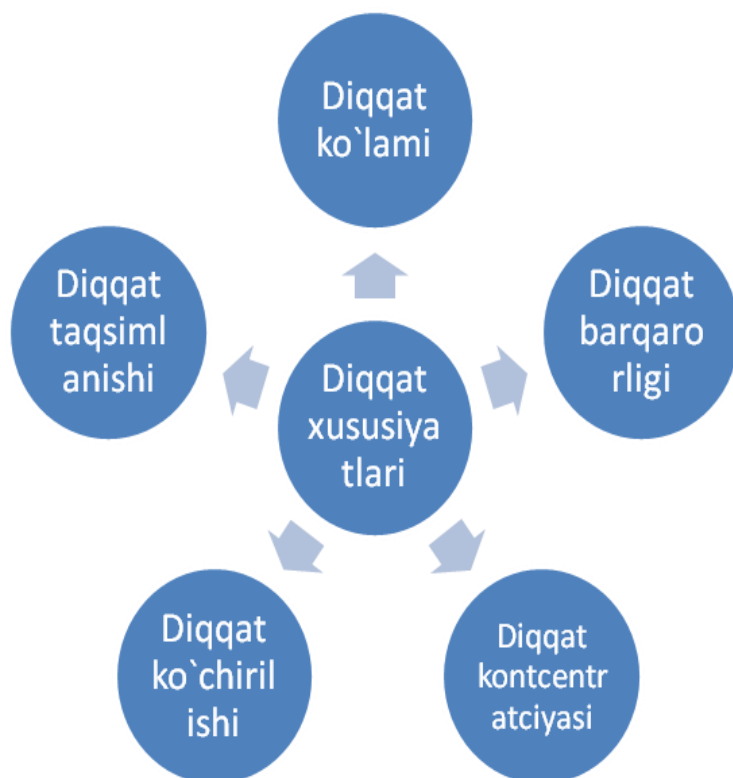 Diqqat
ko`lami
Diqqat
taqsiml
anishi
Diqqat
barqaro
rligi
Diqqat
xususiya
tlari
Diqqat
ko`chiril
ishi
Diqqat
kontcentr
atciyasi